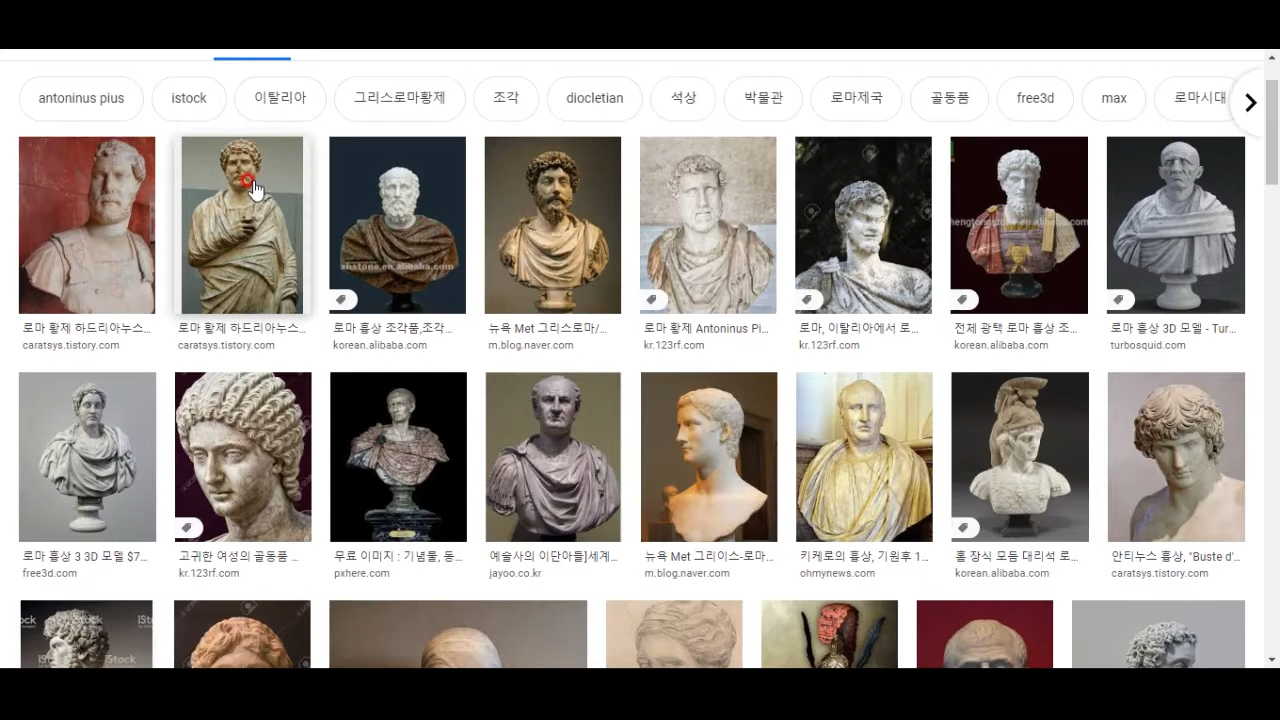 antoninus pius
istock
이탈리아
그리스로마황제
조각
diocletian
석상
박물관
로마제국
골동품
free3d
max
로마시대
zhstone.en.alibaba.com
hengtongstone.en.alibaba.com
로마 황제 하드리아누스...
로마 황제 하드리아누스...
로마 흉상 조각품,조각...
뉴욕 Met 그리스로마/...
로마 황제 Antoninus Pi...
로마, 이탈리아에서 로...
전체 광택 로마 흉상 조...
로마 흉상 3D 모델 - Tur...
caratsys.tistory.com
caratsys.tistory.com
korean.alibaba.com
m.blog.naver.com
kr.123rf.com
kr.123rf.com
korean.alibaba.com
turbosquid.com
로마 흉상 3 3D 모델 $7...
고귀한 여성의 골동품 ...
무료 이미지 : 기념물, 동...
예술사의 이단아들]세계...
뉴욕 Met 그리이스-로마...
키케로의 흉상, 기원후 1...
홈 장식 모듬 대리석 로...
안티누스 흉상, "Buste d'...
free3d.com
kr.123rf.com
pxhere.com
jayoo.co.kr
m.blog.naver.com
ohmynews.com
korean.alibaba.com
caratsys.tistory.com
iStock